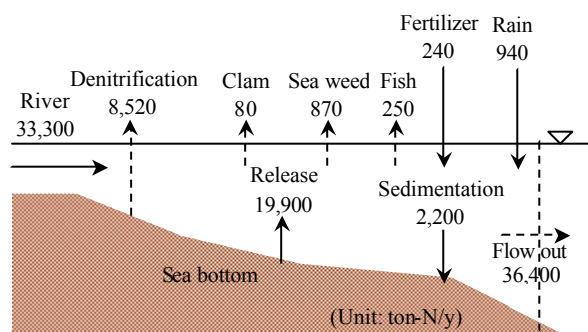 Fertilizer
240
Rain
940
Denitrification
8,520
Clam
80
Sea weed
870
Fish
250
River
33,300
Release
19,900
Sedimentation
2,200
Flow out
36,400
Sea bottom
(Unit: ton-N/y)